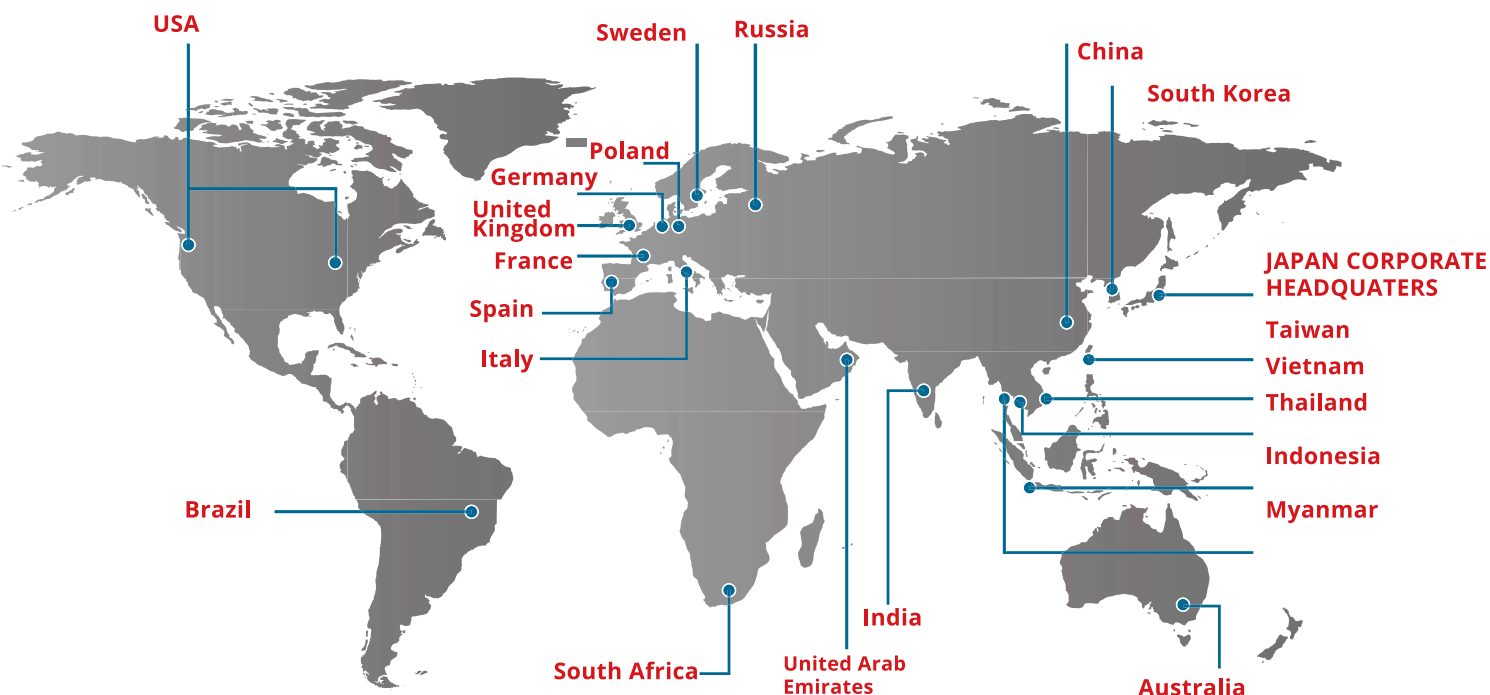 USA
Sweden
Russia
China
South Korea
Poland
Germany
United
Kingdom
France
Spain
Italy
JAPAN CORPORATE
HEADQUATERS
Taiwan
Vietnam
Thailand
Indonesia
Myanmar
Brazil
India
South Africa
United Arab
Emirates
Australia